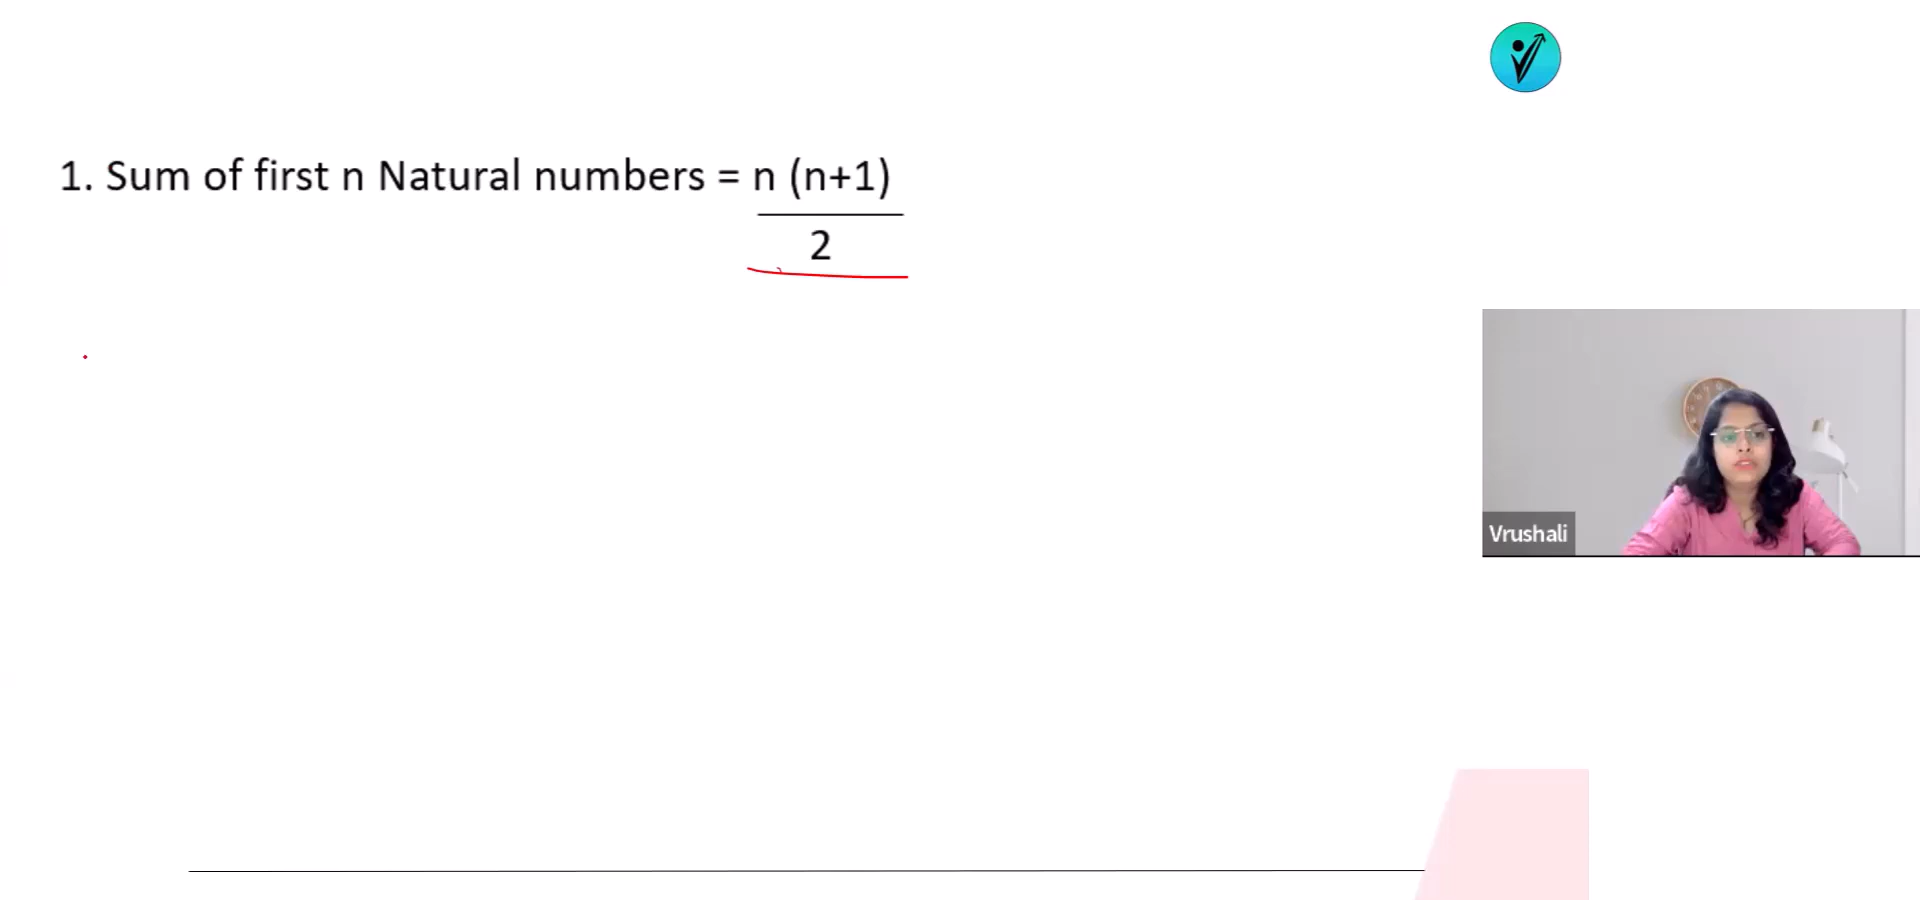 1. Sum of first n Natural numbers = n (n+1)
2
Vrushali